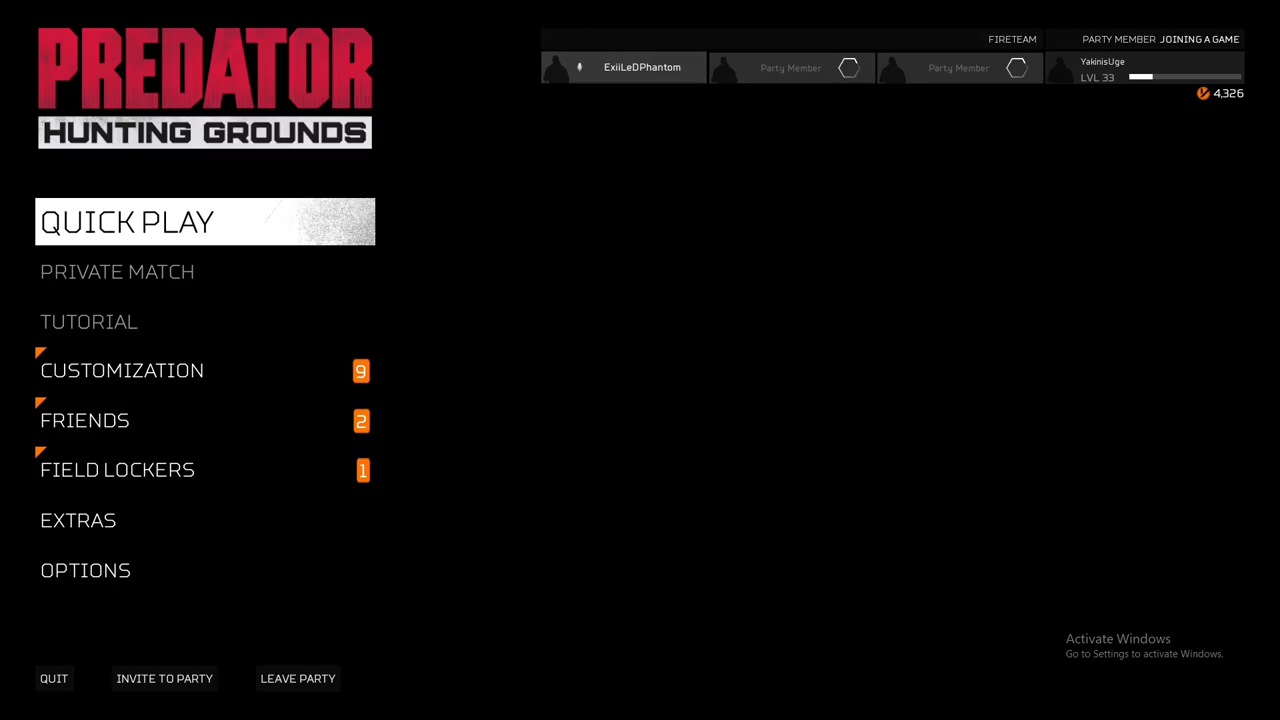 PREDATOR
HUNTING GROUNDS
FIRETEAM
PARTY MEMBER JOINING A GAME
ExiiLeDPhantom
Party Member
Party Member
YakinisUge
LVL 33
4,326
QUICK PLAY
PRIVATE MATCH
TUTORIAL
CUSTOMIZATION 9
FRIENDS 2
FIELD LOCKERS 1
EXTRAS
OPTIONS
Activate Windows
Go to Settings to activate Windows.
QUIT INVITE TO PARTY LEAVE PARTY